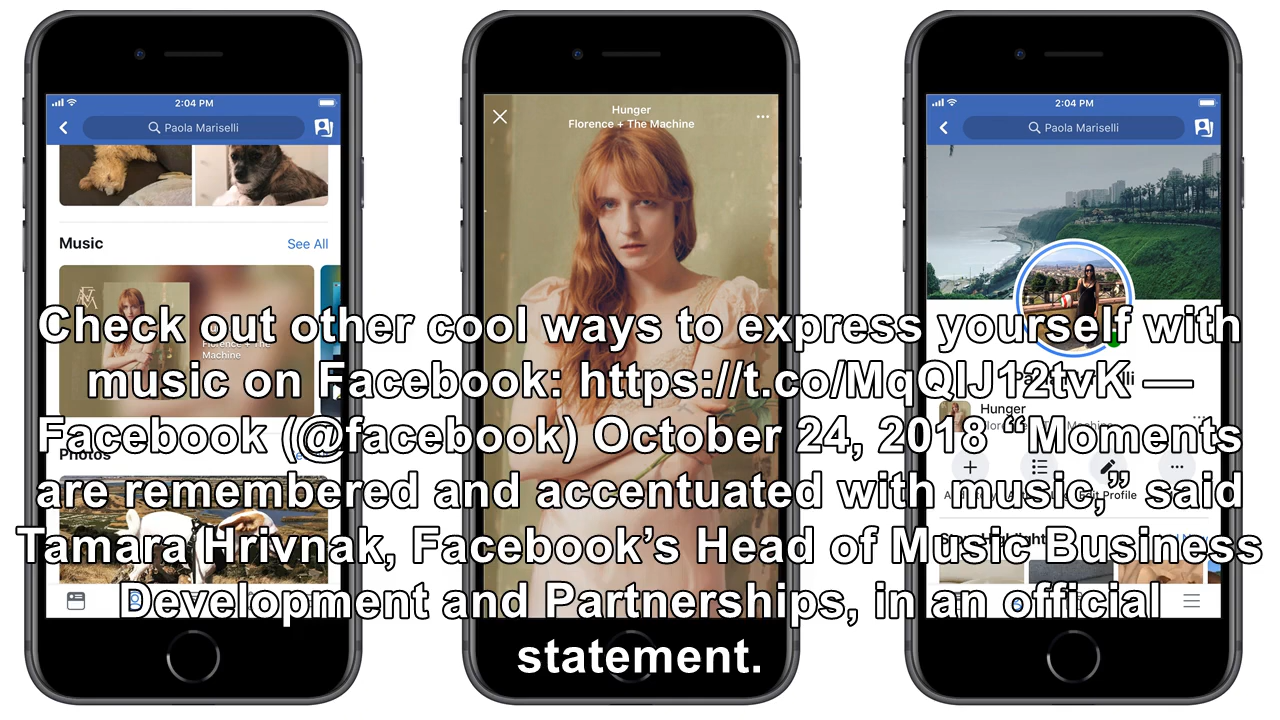 2:04 PM
Paola Mariselli
Music
See All
Machine
Photos
Hunger
Florence + The Machine
2:04 PM
Paola Mariselli
Hunger
Edit Profile
Check out other cool ways to express yourself with
music on Facebook: https://t.co/MqQIJ12tvK —
Facebook (@facebook) October 24, 2018 “Moments
are remembered and accentuated with music,” said
Tamara Hrivnak, Facebook’s Head of Music Business
Development and Partnerships, in an official
statement.